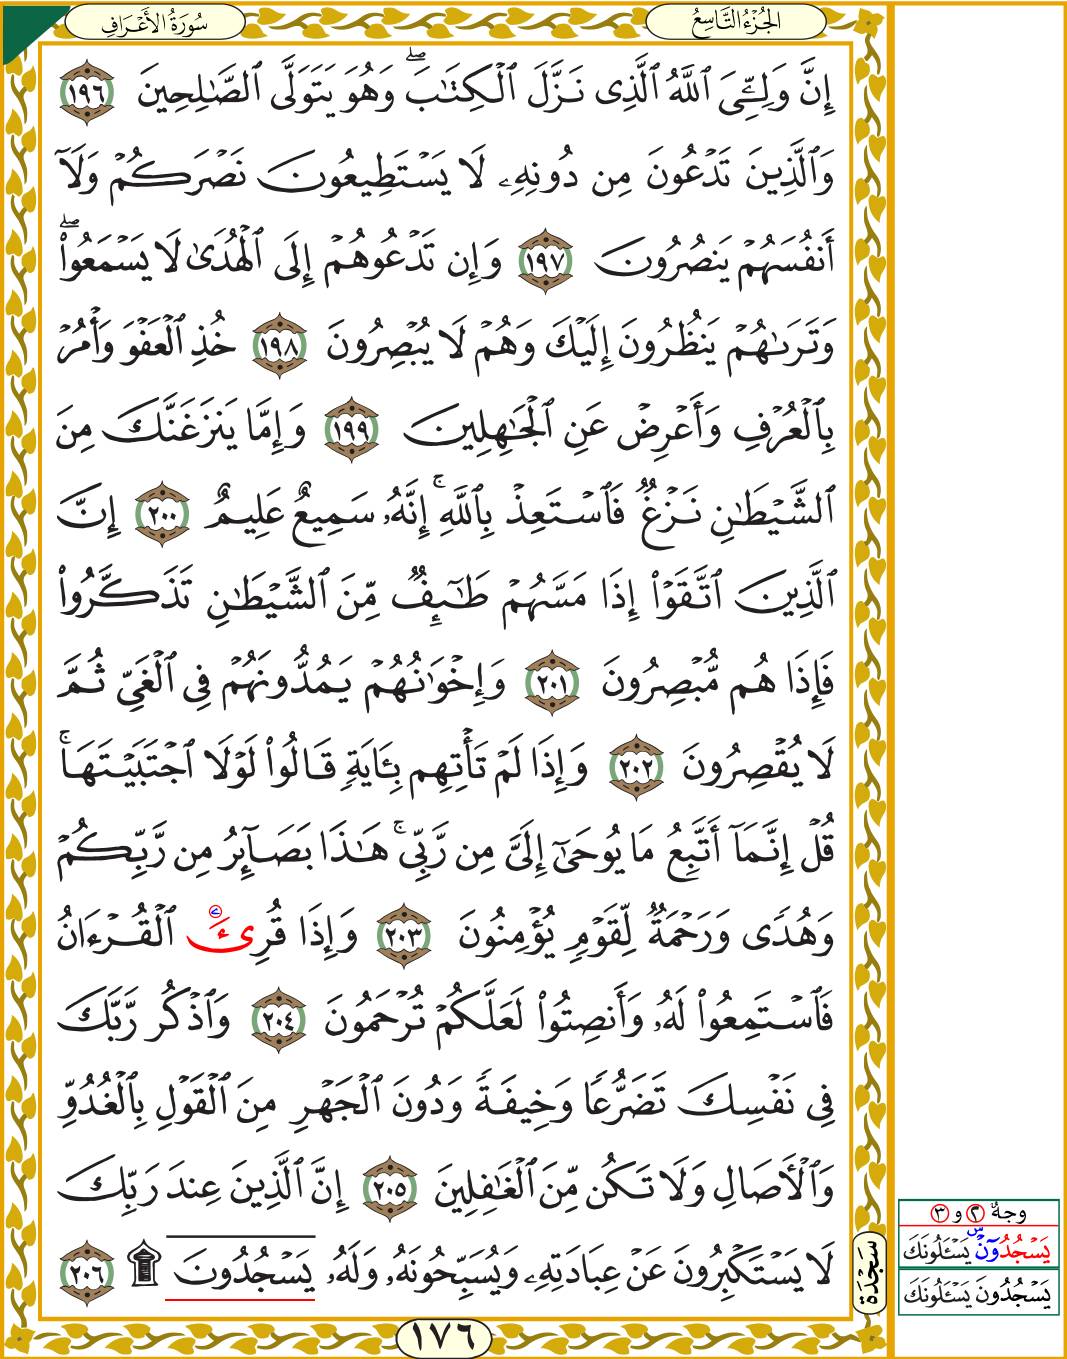 سُورَةُ الأَعْرَافِ
الجُزْءُ التَّاسِعُ
إِنَّ وَلِـِّۧيَ ٱللَّهُ ٱلَّذِى نَزَّلَ ٱلْكِتَـٰبَ ۖ وَهُوَ يَتَوَلَّى ٱلصَّـٰلِحِينَ ١٩٦
وَٱلَّذِينَ تَدْعُونَ مِن دُونِهِۦ لَا يَسْتَطِيعُونَ نَصْرَكُمْ وَلَآ
أَنفُسَهُمْ يَنصُرُونَ ١٩٧ وَإِن تَدْعُوهُمْ إِلَى ٱلْهُدَىٰ لَا يَسْمَعُوا۟ ۖ
وَتَرَىٰهُمْ يَنظُرُونَ إِلَيْكَ وَهُمْ لَا يُبْصِرُونَ ١٩٨ خُذِ ٱلْعَفْوَ وَأْمُرْ
بِٱلْعُرْفِ وَأَعْرِضْ عَنِ ٱلْجَـٰهِلِينَ ١٩٩ وَإِمَّا يَنزَغَنَّكَ مِنَ
ٱلشَّيْطَـٰنِ نَزْغٌ فَٱسْتَعِذْ بِٱللَّهِ ۚ إِنَّهُۥ سَمِيعٌ عَلِيمٌ ٢٠٠ إِنَّ
ٱلَّذِينَ ٱتَّقَوْا۟ إِذَا مَسَّهُمْ طَـٰٓئِفٌ مِّنَ ٱلشَّيْطَـٰنِ تَذَكَّرُوا۟
فَإِذَا هُم مُّبْصِرُونَ ٢٠١ وَإِخْوَٰنُهُمْ يَمُدُّونَهُمْ فِى ٱلْغَىِّ ثُمَّ
لَا يُقْصِرُونَ ٢٠٢ وَإِذَا لَمْ تَأْتِهِم بِـَٔايَةٍ قَالُوا۟ لَوْلَا ٱجْتَبَيْتَهَا ۚ
قُلْ إِنَّمَآ أَتَّبِعُ مَا يُوحَىٰٓ إِلَىَّ مِن رَّبِّى ۚ هَـٰذَا بَصَآئِرُ مِن رَّبِّكُمْ
وَهُدًى وَرَحْمَةٌ لِّقَوْمٍ يُؤْمِنُونَ ٢٠٣ وَإِذَا قُرِئَ ٱلْقُرْءَانُ
فَٱسْتَمِعُوا۟ لَهُۥ وَأَنصِتُوا۟ لَعَلَّكُمْ تُرْحَمُونَ ٢٠٤ وَٱذْكُر رَّبَّكَ
فِى نَفْسِكَ تَضَرُّعًا وَخِيفَةً وَدُونَ ٱلْجَهْرِ مِنَ ٱلْقَوْلِ بِٱلْغُدُوِّ
وَٱلْـَٔاصَالِ وَلَا تَكُن مِّنَ ٱلْغَـٰفِلِينَ ٢٠٥ إِنَّ ٱلَّذِينَ عِندَ رَبِّكَ
لَا يَسْتَكْبِرُونَ عَنْ عِبَادَتِهِۦ وَيُسَبِّحُونَهُۥ وَلَهُۥ يَسْجُدُونَ ۩ ٢٠٦
سَجْدَة
وجهٌ ٢ و ٣
يَسْجُدُوٓنَ س يَسْـَٔلُونَكَ
يَسْجُدُونَ يَسْـَٔلُونَكَ
١٧٦